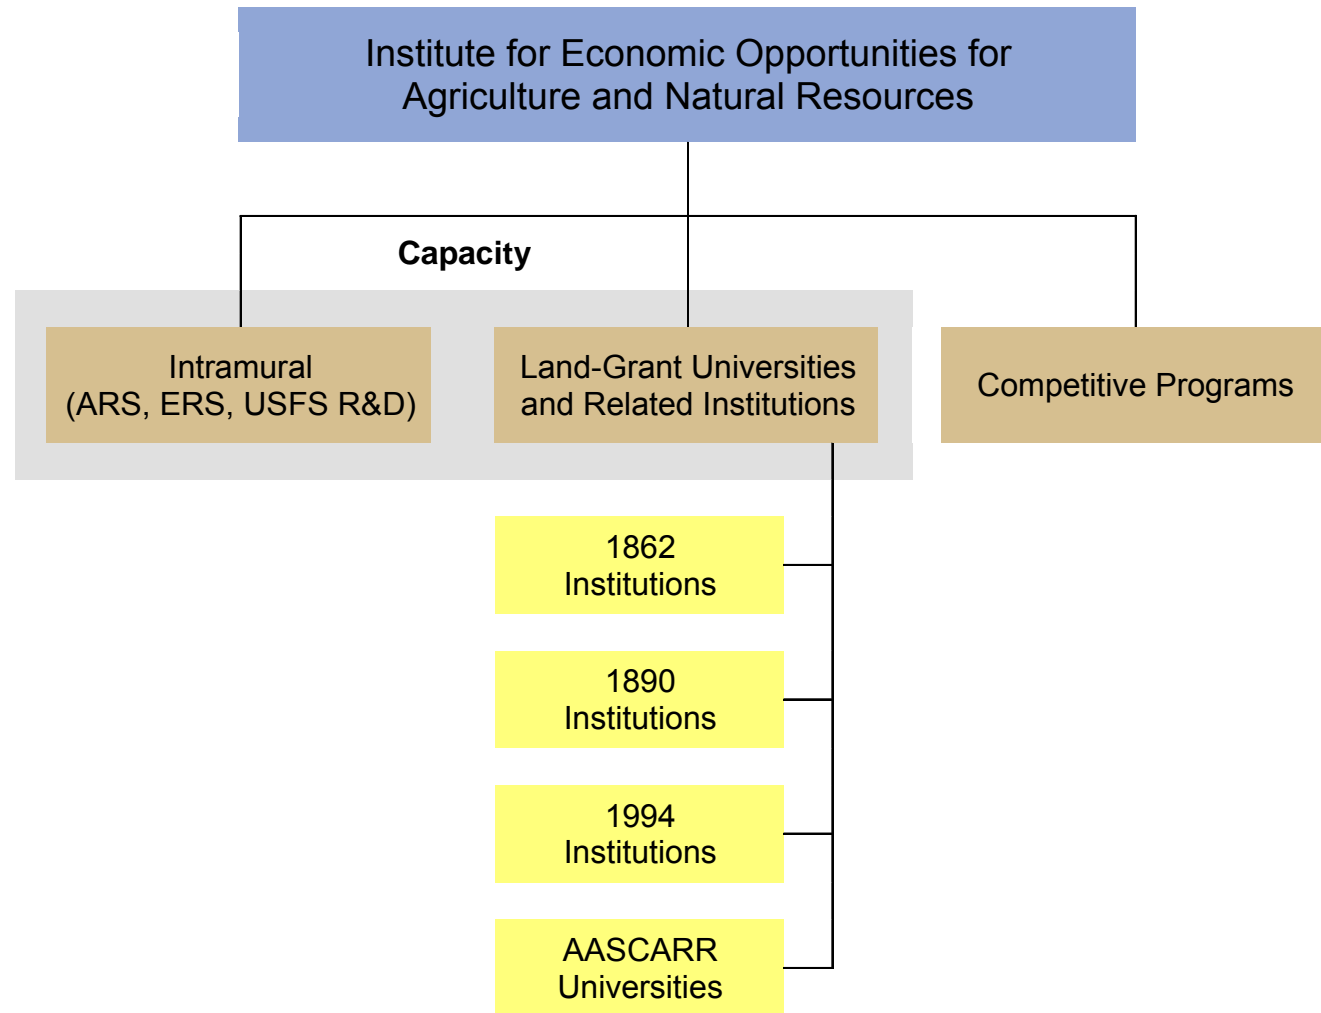 Institute for Economic Opportunities for
Agriculture and Natural Resources
Capacity
Intramural
(ARS, ERS, USFS R&D)
Land-Grant Universities
and Related Institutions
Competitive Programs
1862
Institutions
1890
Institutions
1994
Institutions
AASCARR
Universities